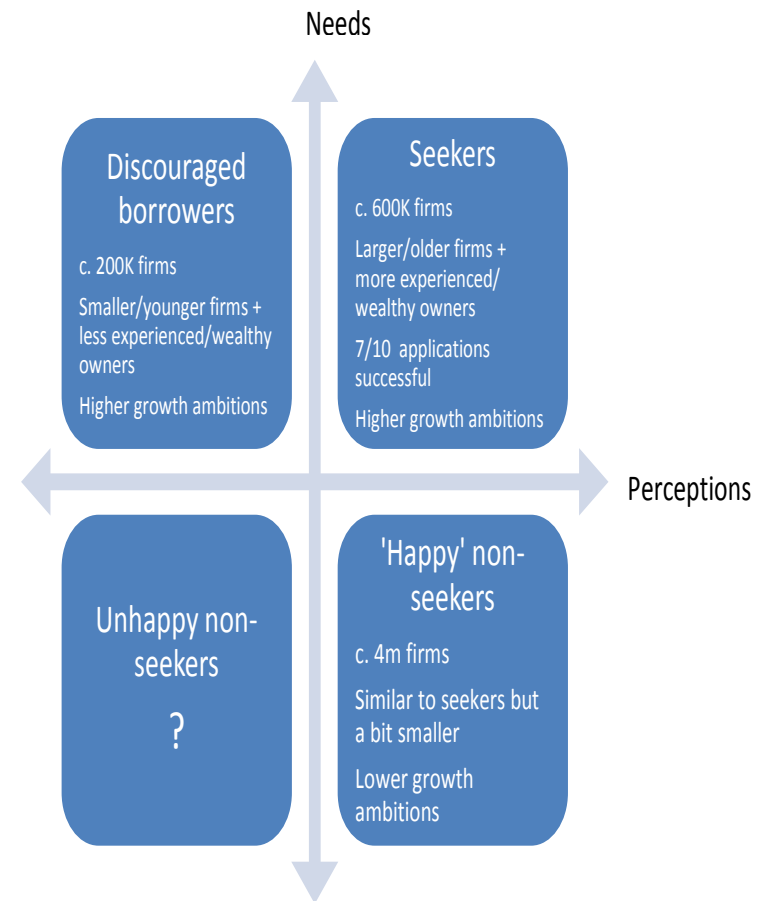 Needs
Discouraged
borrowers
c. 200K firms
Smaller/younger firms +
less experienced/wealthy
owners
Higher growth ambitions
Seekers
c. 600K firms
Larger/older firms +
more experienced/
wealthy owners
7/10 applications
successful
Higher growth ambitions
Perceptions
Unhappy non-
seekers
?
'Happy' non-
seekers
c. 4m firms
Similar to seekers but
a bit smaller
Lower growth
ambitions